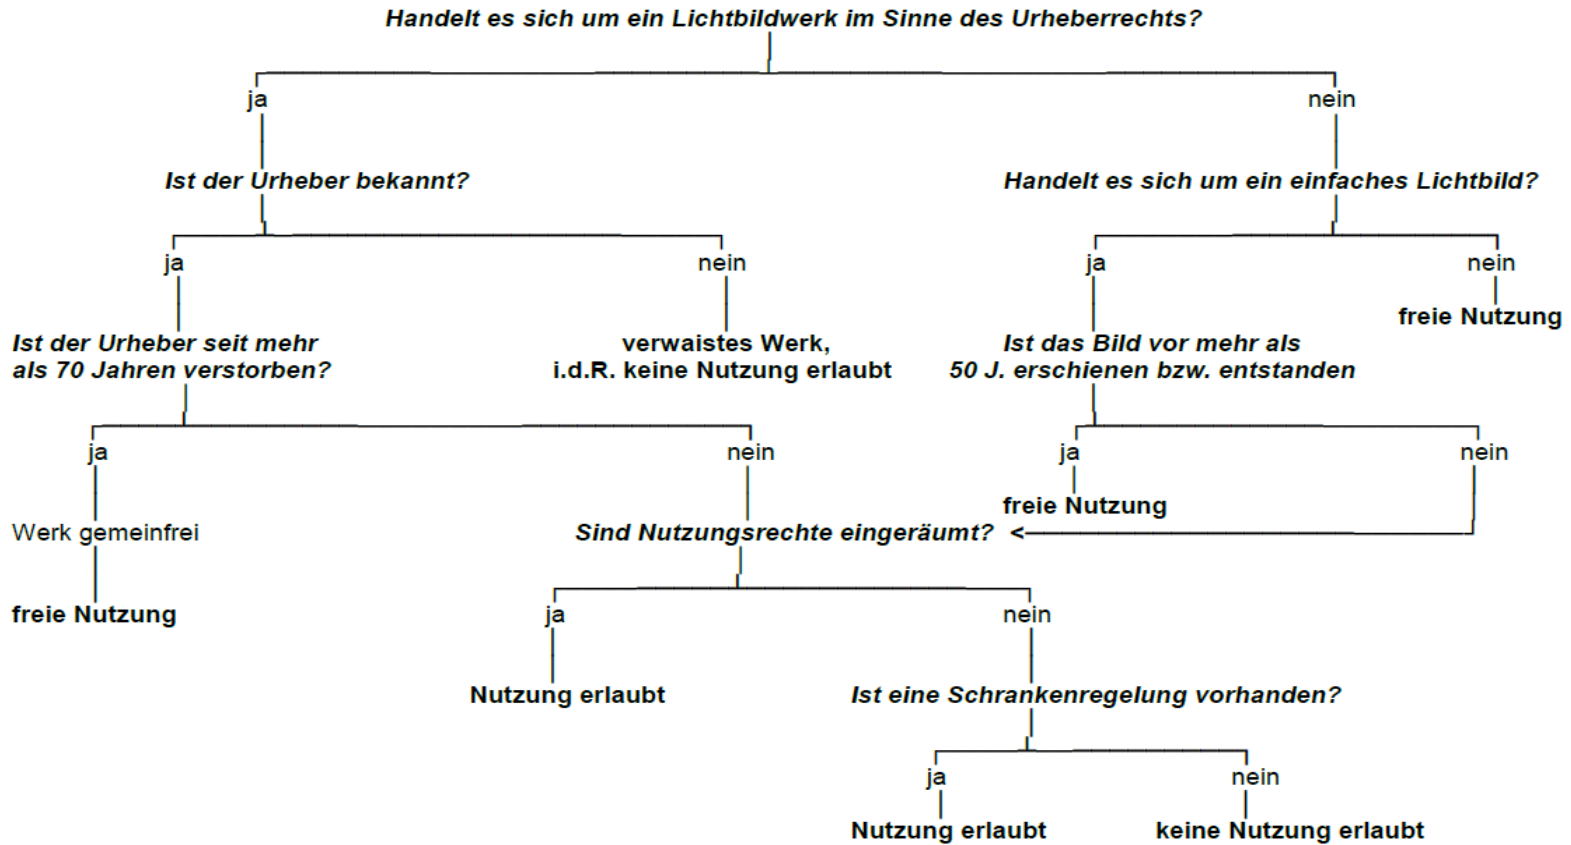 Handelt es sich um ein Lichtbildwerk im Sinne des Urheberrechts?
ja
nein
Ist der Urheber bekannt?
Handelt es sich um ein einfaches Lichtbild?
ja
nein
ja
nein
freie Nutzung
Ist der Urheber seit mehr
als 70 Jahren verstorben?
verwaistes Werk,
i.d.R. keine Nutzung erlaubt
Ist das Bild vor mehr als
50 J. erschienen bzw. entstanden
ja
nein
ja
nein
freie Nutzung
Werk gemeinfrei
Sind Nutzungsrechte eingeräumt? <
freie Nutzung
ja
nein
Nutzung erlaubt
Ist eine Schrankenregelung vorhanden?
ja
nein
Nutzung erlaubt
keine Nutzung erlaubt